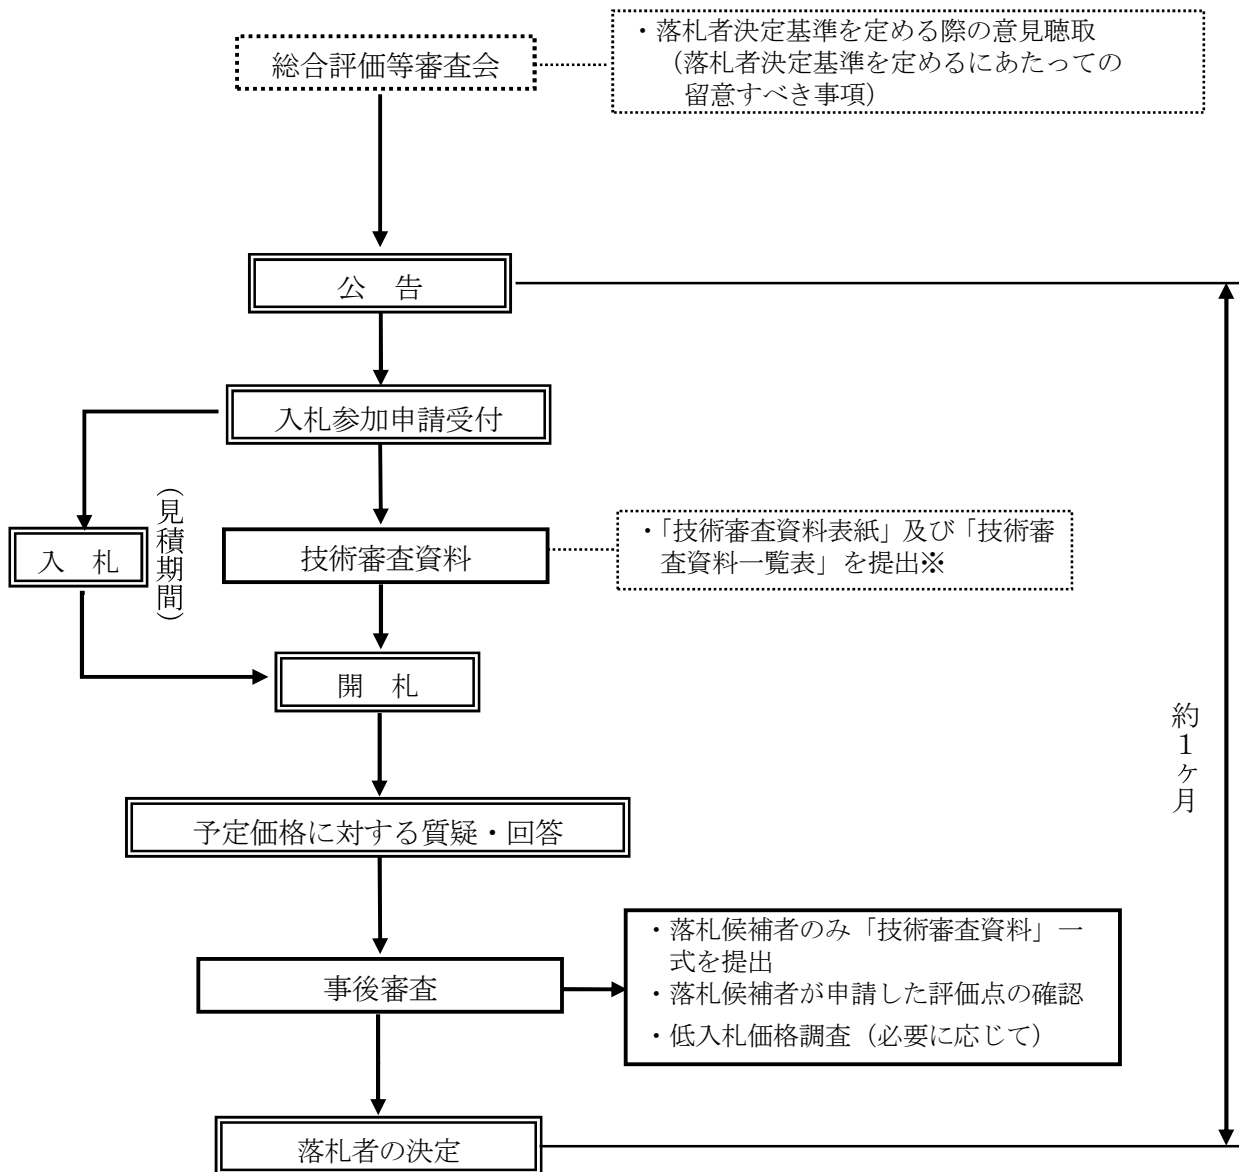 総合評価等審査会
・落札者決定基準を定める際の意見聴取
（落札者決定基準を定めるにあたっての
留意すべき事項）
公　告
入札参加申請受付
入　札
（見積期間）
技術審査資料
・「技術審査資料表紙」及び「技術審
査資料一覧表」を提出※
開　札
約１ヶ月
予定価格に対する質疑・回答
事後審査
・落札候補者のみ「技術審査資料」一
式を提出
・落札候補者が申請した評価点の確認
・低入札価格調査（必要に応じて）
落札者の決定